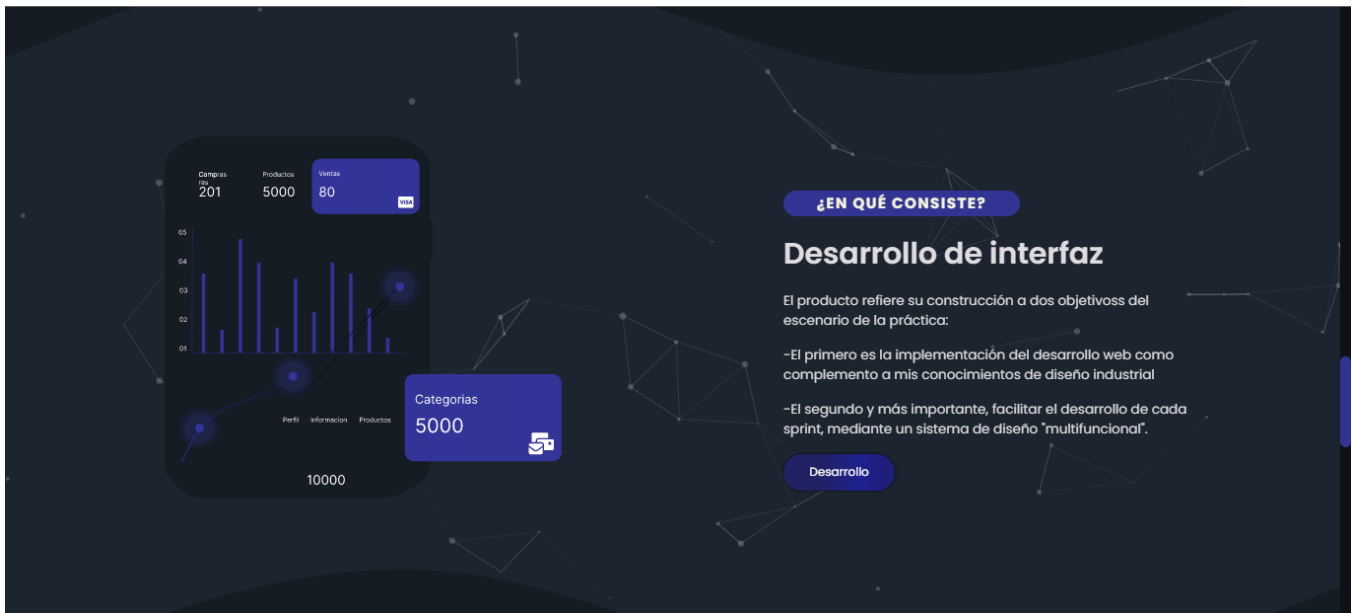 Compras
Productos
Ventas
201
5000
80
VISA
05
04
03
02
01
Perfil
Informacion
Productos
10000
Categorias
5000
¿EN QUÉ CONSISTE?
Desarrollo de interfaz
El producto refiere su construcción a dos objetivoss del
escenario de la práctica:
-El primero es la implementación del desarrollo web como
complemento a mis conocimientos de diseño industrial
-El segundo y más importante, facilitar el desarrollo de cada
sprint, mediante un sistema de diseño "multifuncional".
Desarrollo